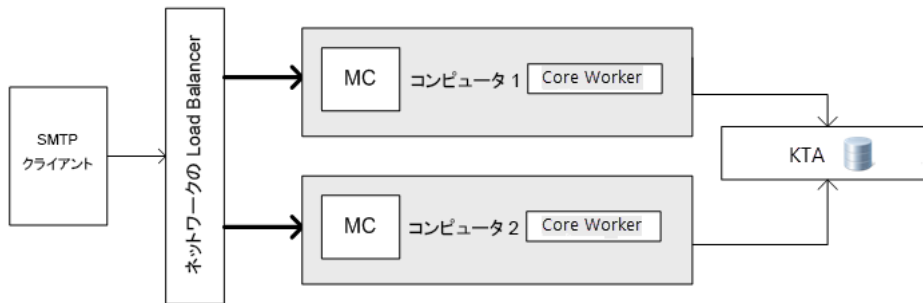 SMTP
クライアント
ネットワークの Load Balancer
MC
コンピュータ 1
Core Worker
MC
コンピュータ 2
Core Worker
KTA